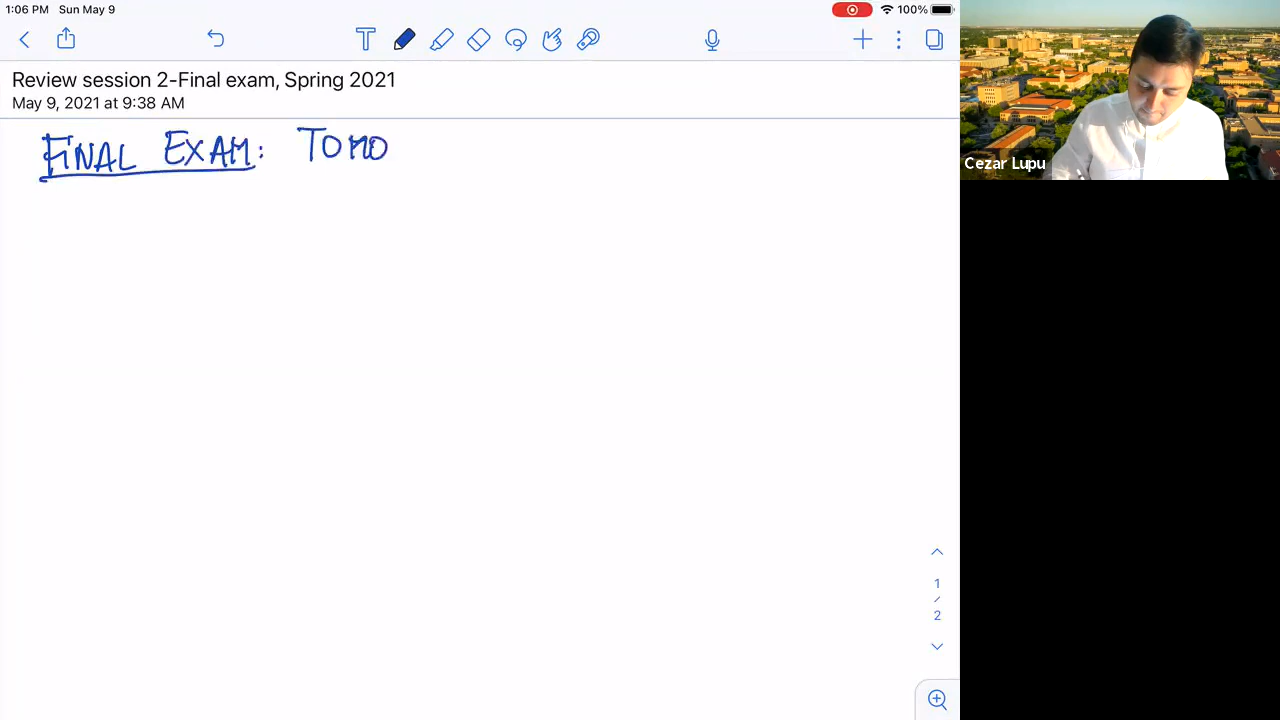 1:06 PM Sun May 9 100%
Review session 2-Final exam, Spring 2021
May 9, 2021 at 9:38 AM
FINAL EXAM: TOMO
Cezar Lupu
1
/
2